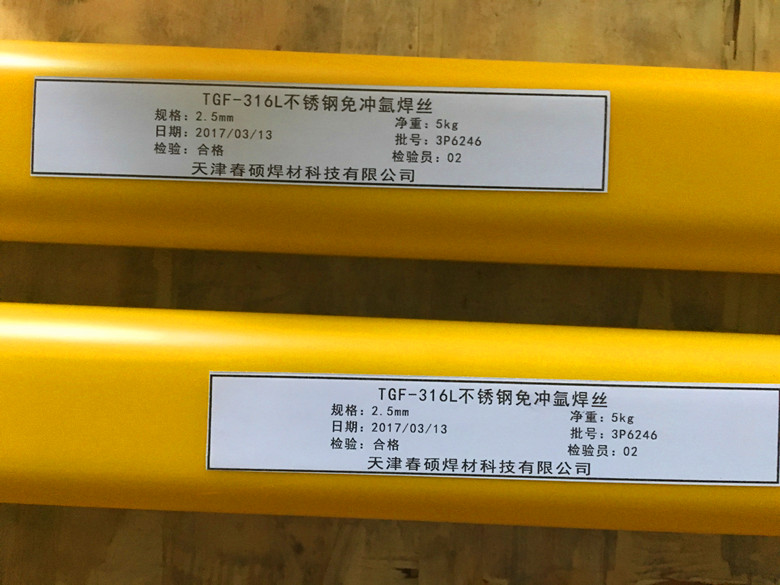 TGF-316L不锈钢免冲氩焊丝
规格: 2.5mm 净重: 5kg
日期: 2017/03/13 批号: 3P6246
检验: 合格 检验员: 02
天津春硕焊材科技有限公司
TGF-316L不锈钢免冲氩焊丝
规格: 2.5mm 净重: 5kg
日期: 2017/03/13 批号: 3P6246
检验: 合格 检验员: 02
天津春硕焊材科技有限公司